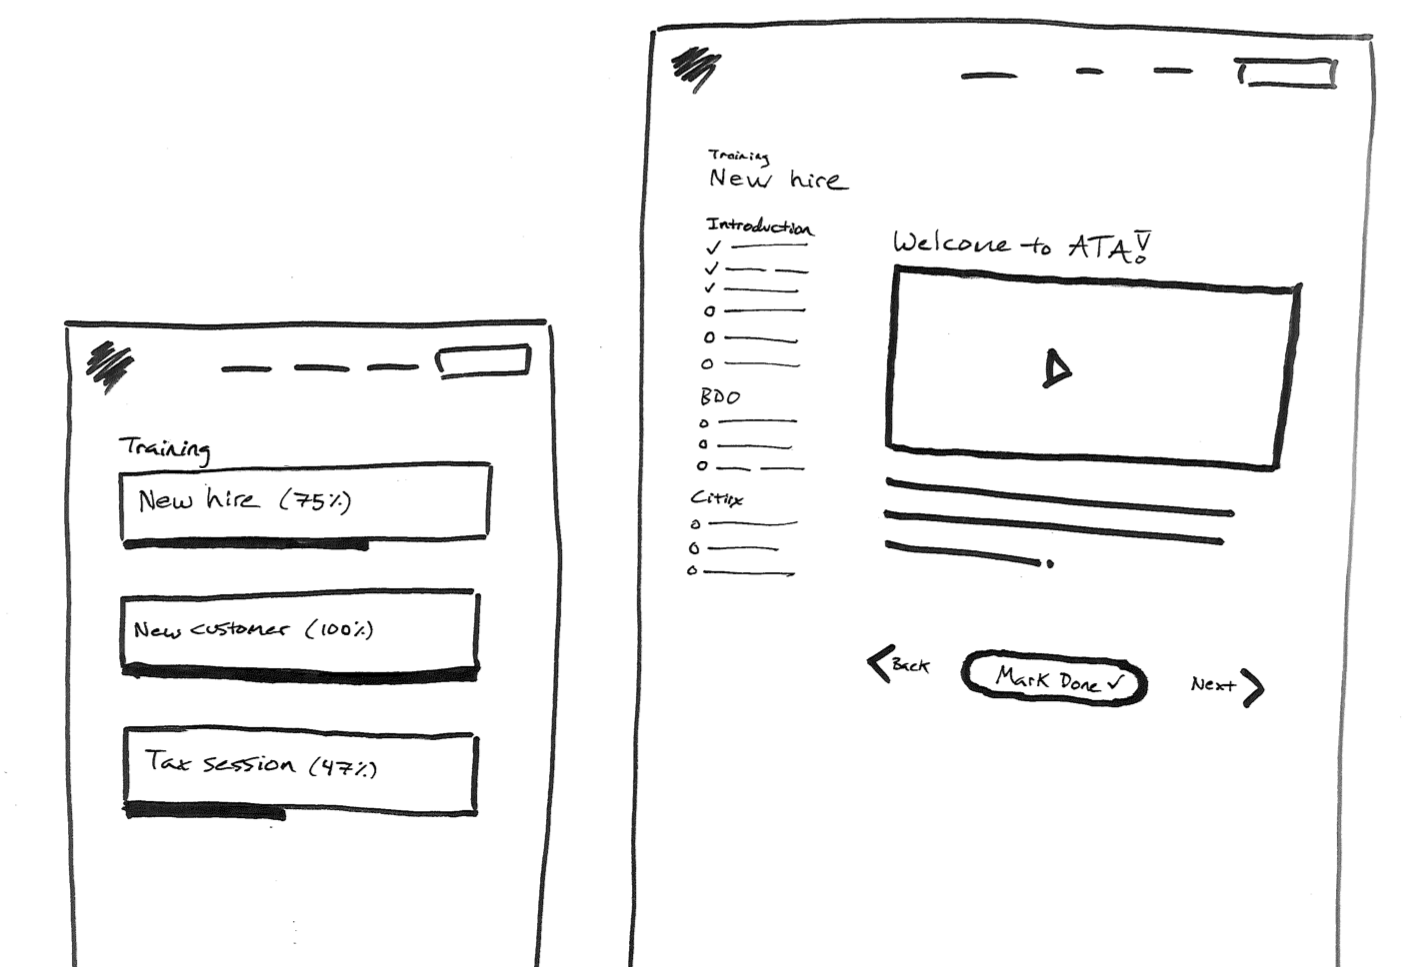 Training
New hire (75%)
New customer (100%)
Tax session (47%)
Training
New hire
Introduction
Welcome to ATA!
BDO
Citirx
Back
Mark Done ✓
Next